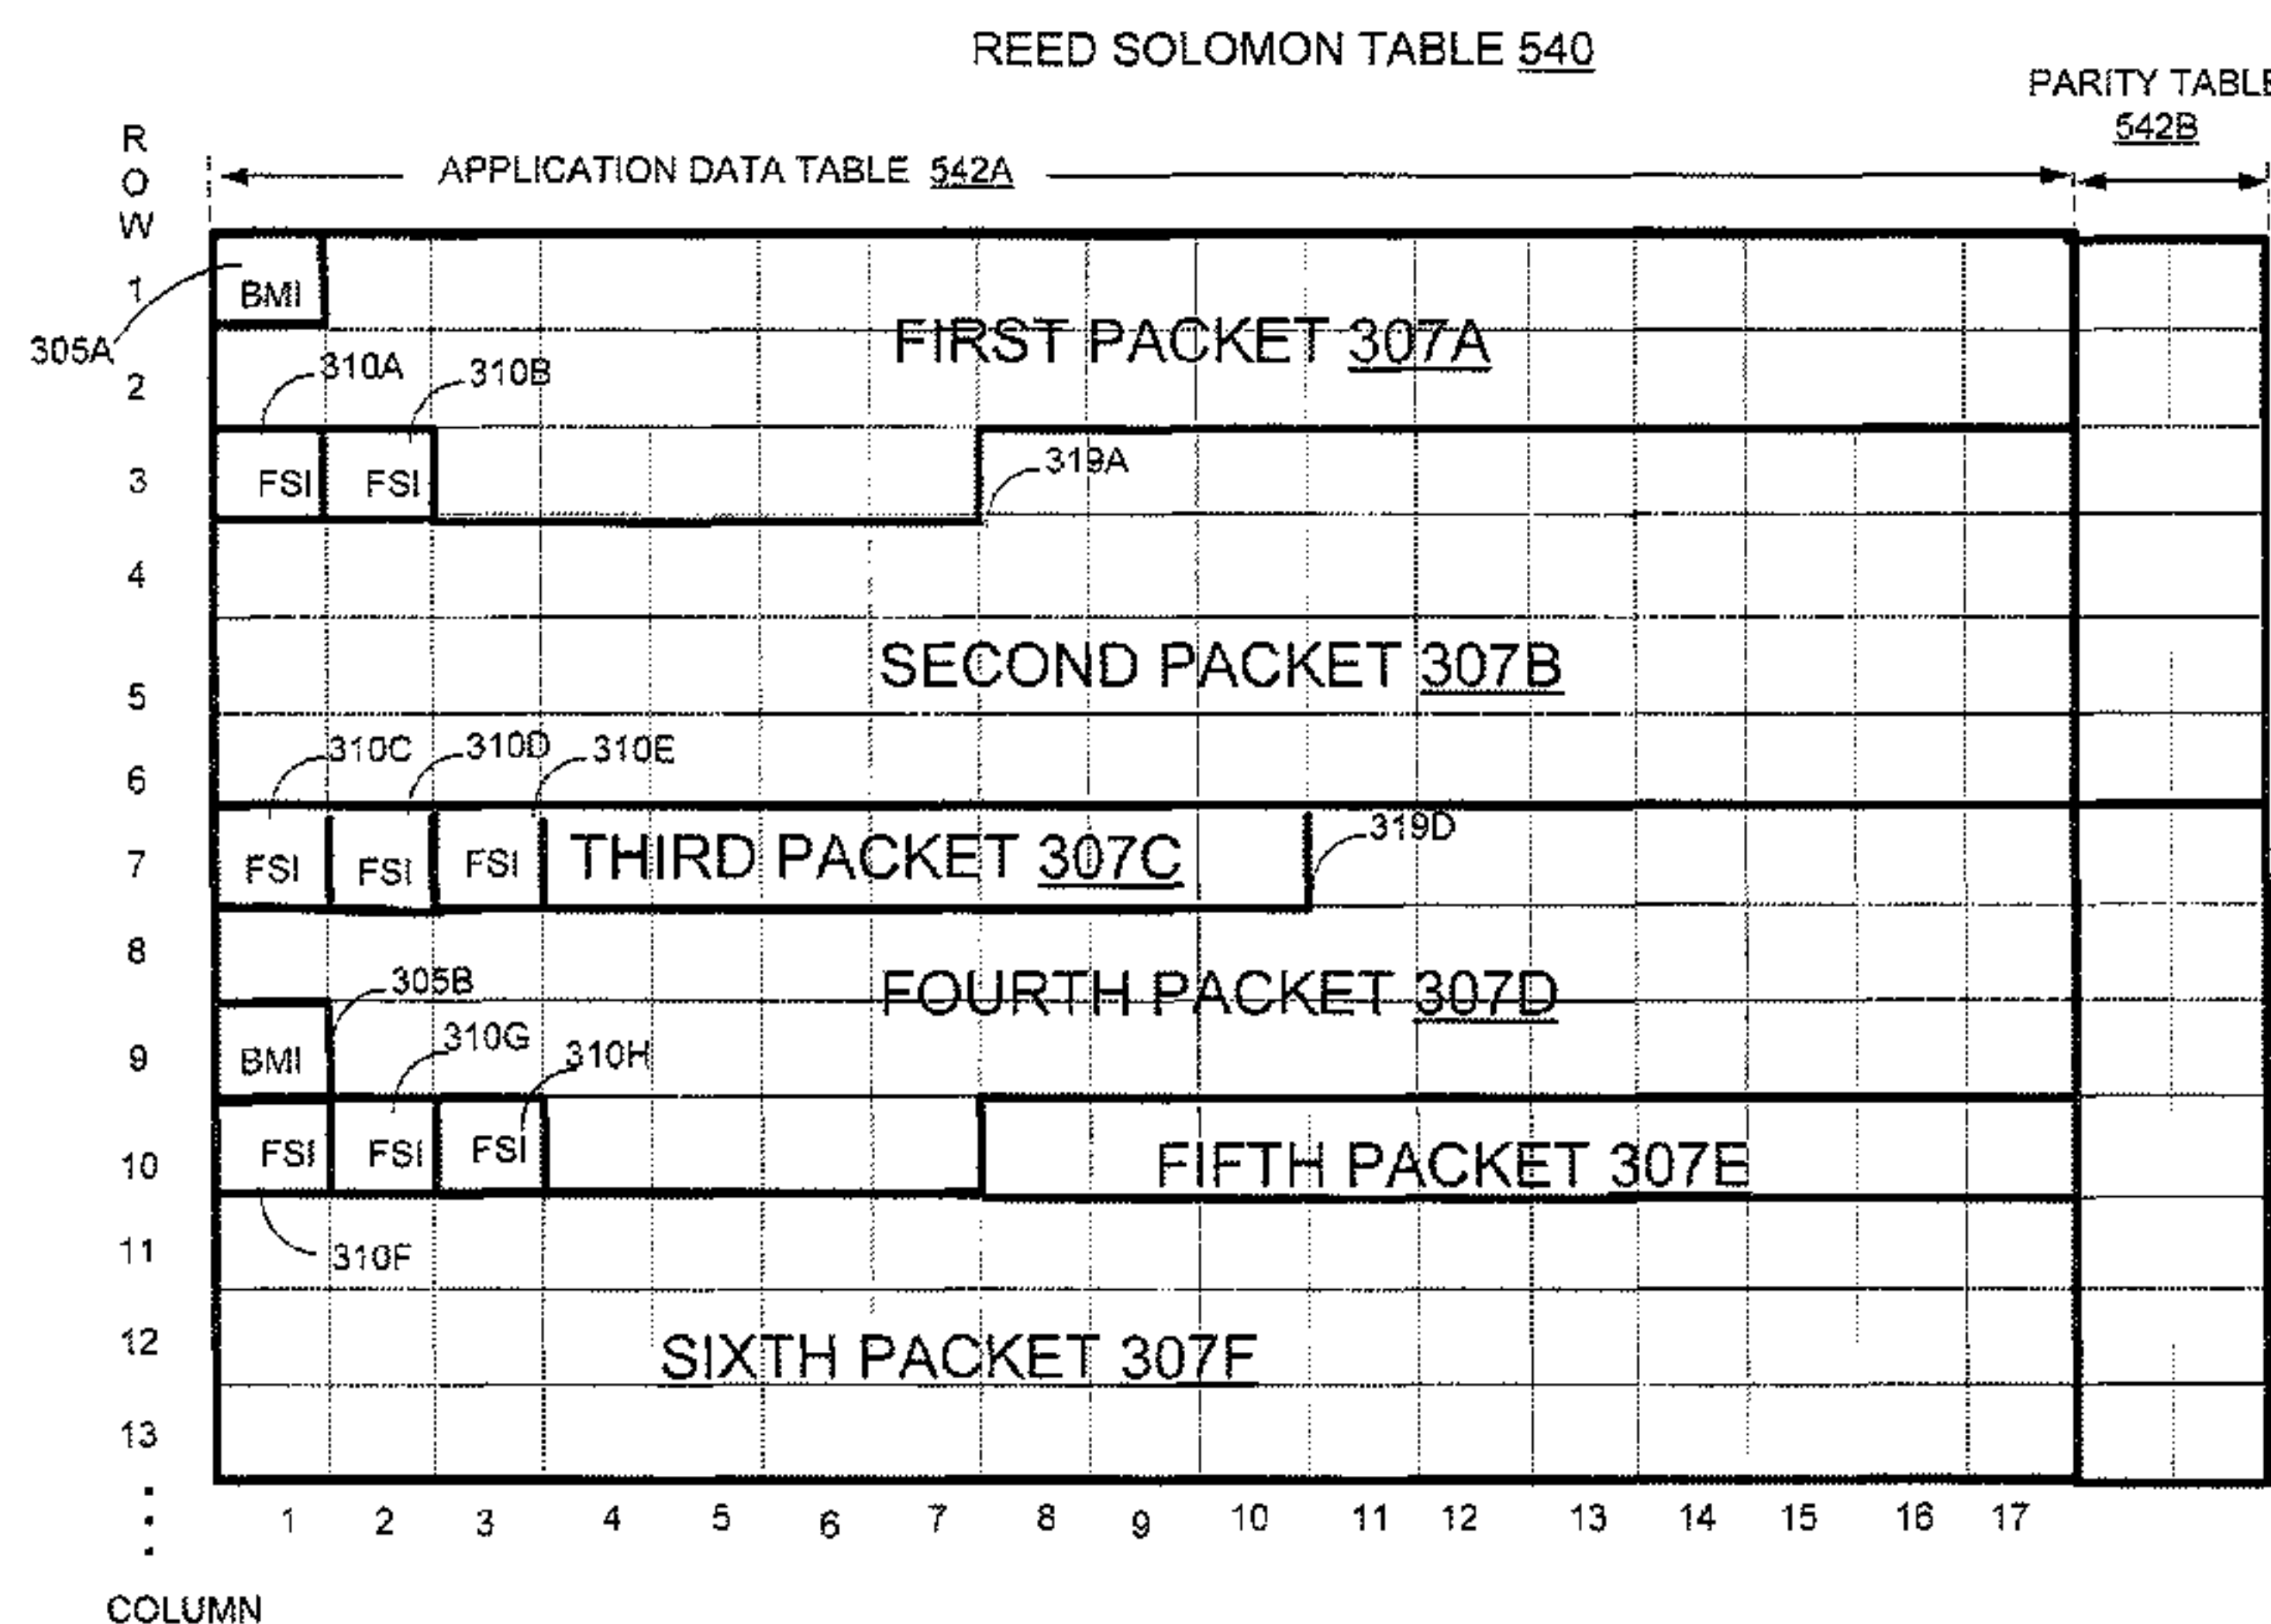 REED SOLOMON TABLE 540
PARITY TABLE
542B
ROW
APPLICATION DATA TABLE 542A
1
BMI
305A
FIRST PACKET 307A
310A
310B
2
3
FSI
FSI
319A
4
SECOND PACKET 307B
5
310C
310D
310E
6
7
FSI
FSI
FSI
THIRD PACKET 307C
319D
8
305B
FOURTH PACKET 307D
310G
310H
9
BMI
10
FSI
FSI
FSI
FIFTH PACKET 307E
11
310F
12
SIXTH PACKET 307F
13
1 2 3 4 5 6 7 8 9 10 11 12 13 14 15 16 17
COLUMN